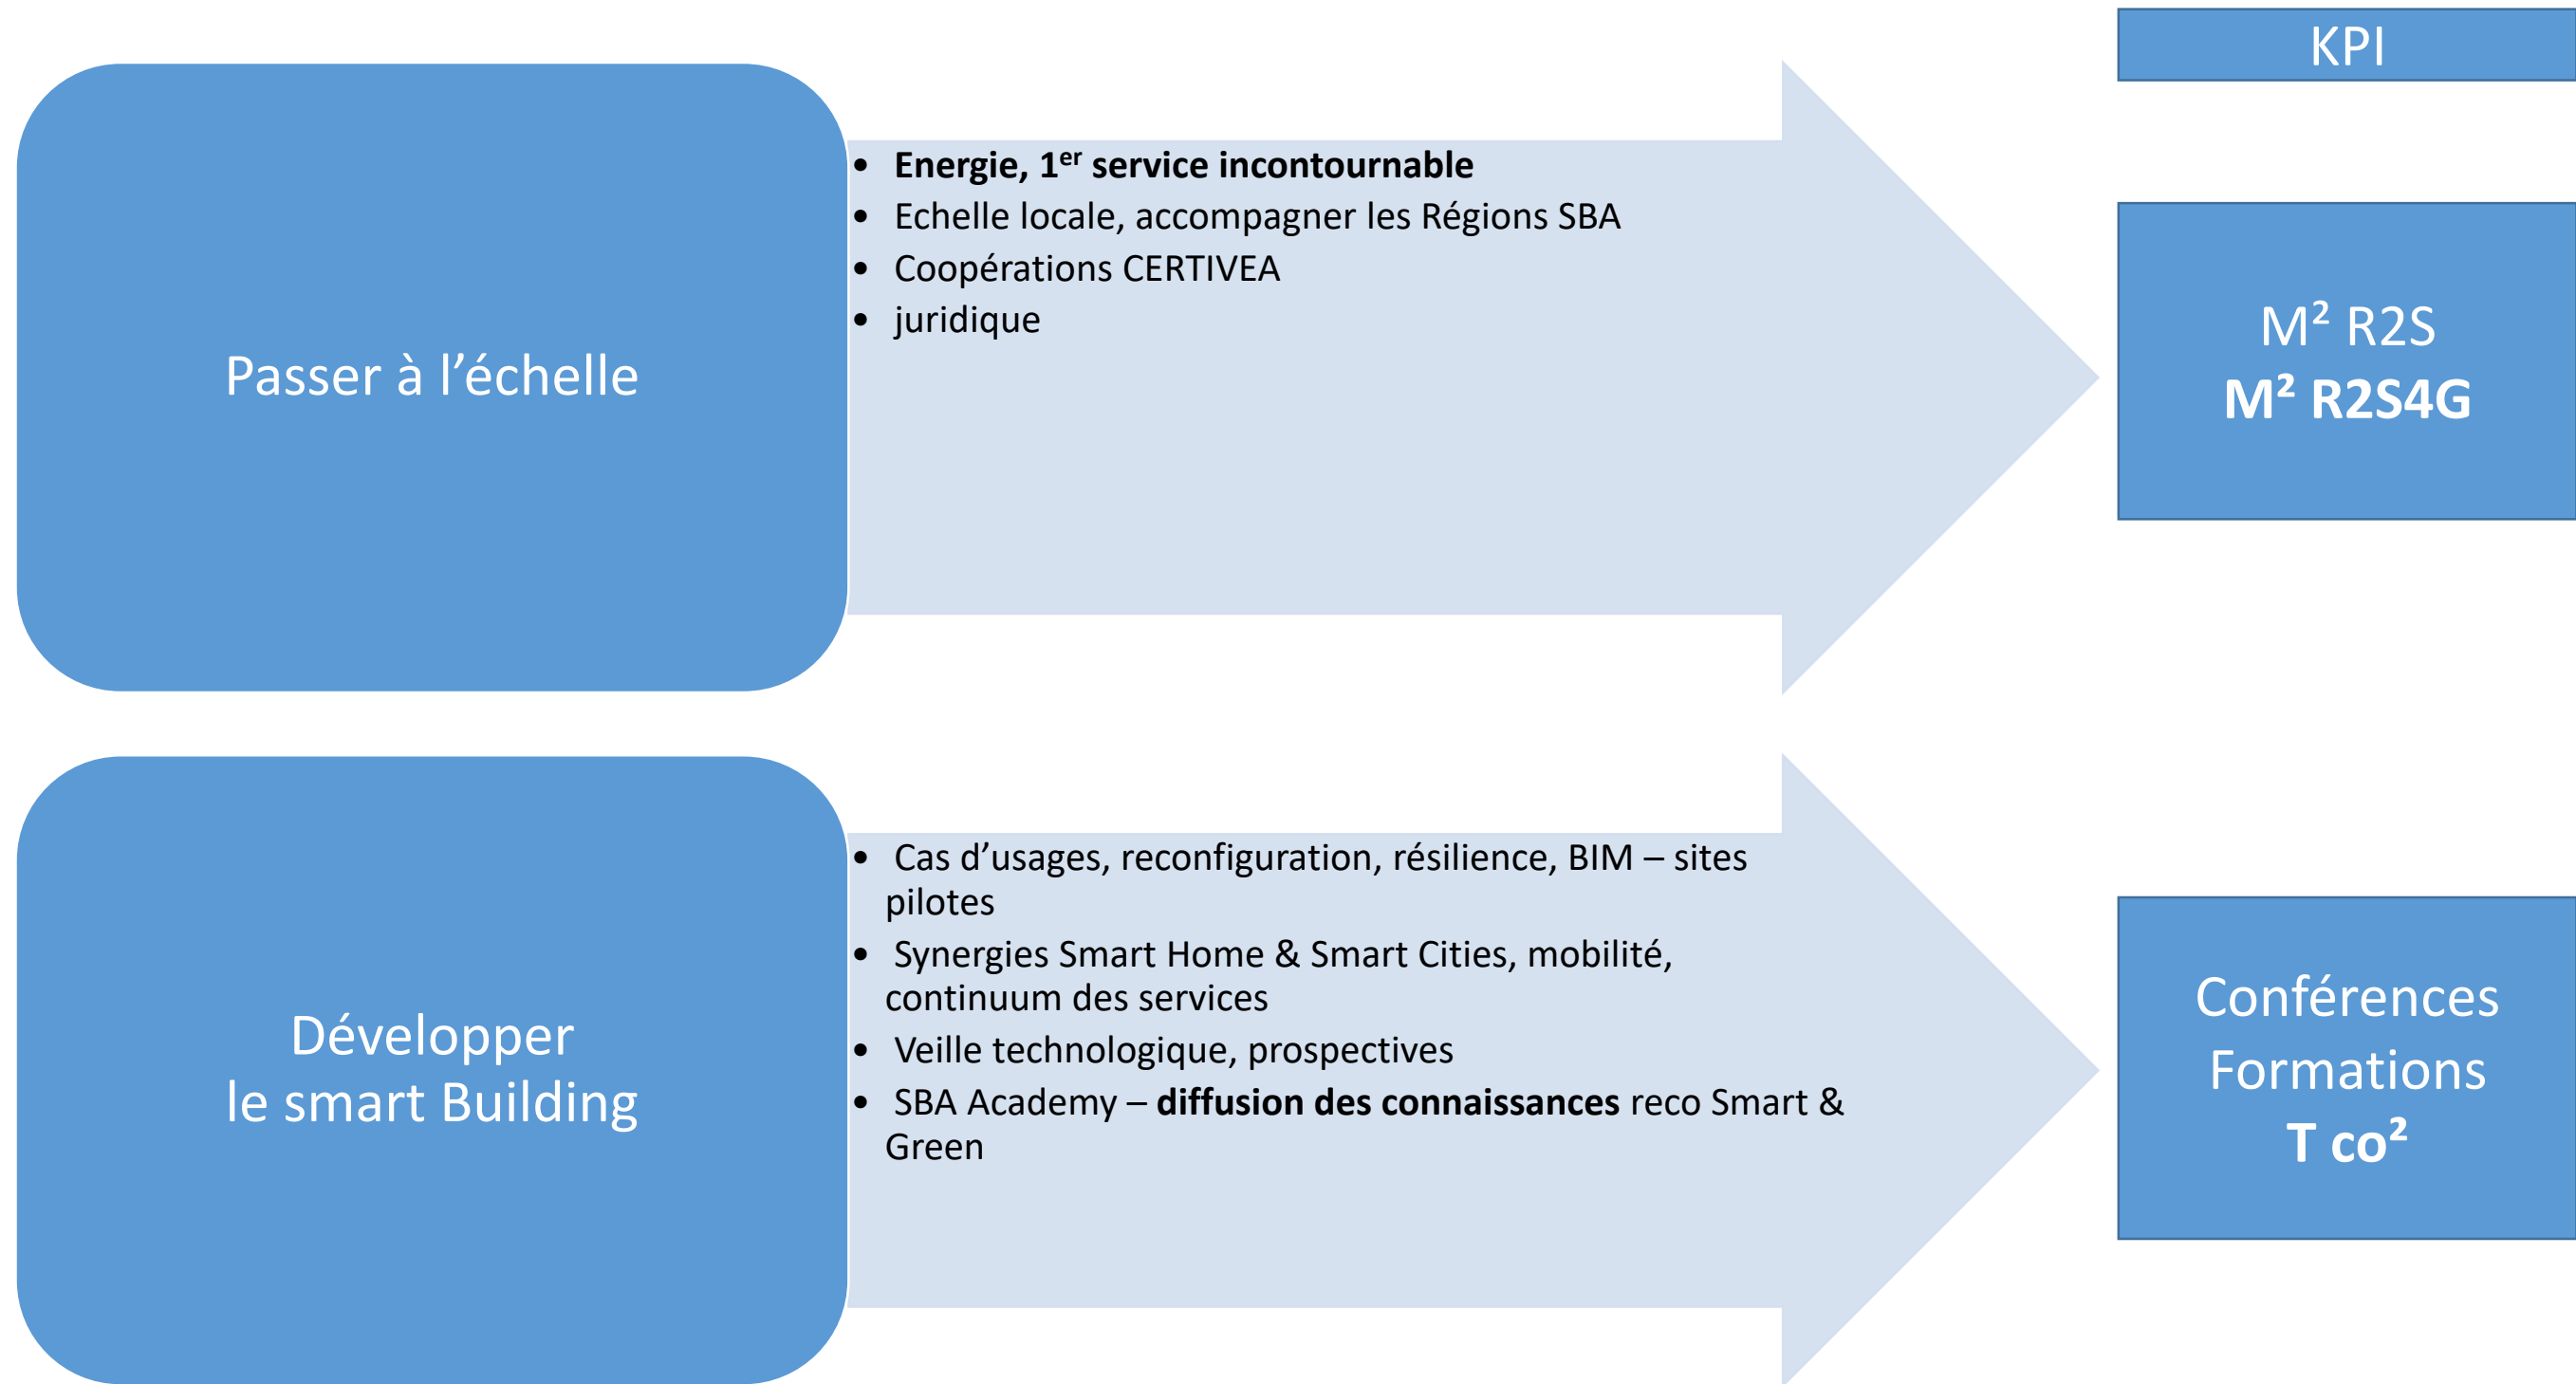 KPI
Passer à l’échelle
• Energie, 1er service incontournable
• Echelle locale, accompagner les Régions SBA
• Coopérations CERTIVEA
• juridique
M² R2S
M² R2S4G
Développer
le smart Building
• Cas d’usages, reconfiguration, résilience, BIM – sites
pilotes
• Synergies Smart Home & Smart Cities, mobilité,
continuum des services
• Veille technologique, prospectives
• SBA Academy – diffusion des connaissances reco Smart &
Green
Conférences
Formations
T co²